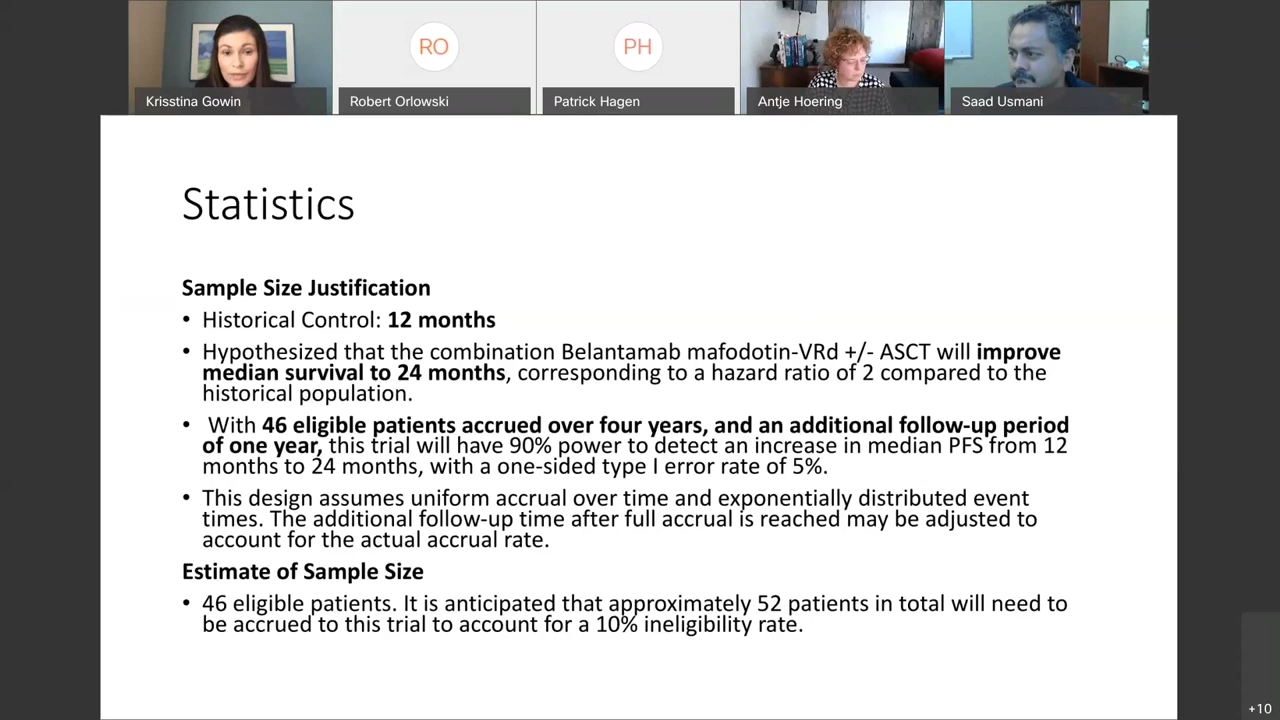 RO
PH
Krisstina Gowin
Robert Orlowski
Patrick Hagen
Antje Hoering
Saad Usmani
Statistics
Sample Size Justification
• Historical Control: 12 months
• Hypothesized that the combination Belantamab mafodotin-VRd +/- ASCT will improve
median survival to 24 months, corresponding to a hazard ratio of 2 compared to the
historical population.
• With 46 eligible patients accrued over four years, and an additional follow-up period
of one year, this trial will have 90% power to detect an increase in median PFS from 12
months to 24 months, with a one-sided type I error rate of 5%.
• This design assumes uniform accrual over time and exponentially distributed event
times. The additional follow-up time after full accrual is reached may be adjusted to
account for the actual accrual rate.
Estimate of Sample Size
• 46 eligible patients. It is anticipated that approximately 52 patients in total will need to
be accrued to this trial to account for a 10% ineligibility rate.
+10